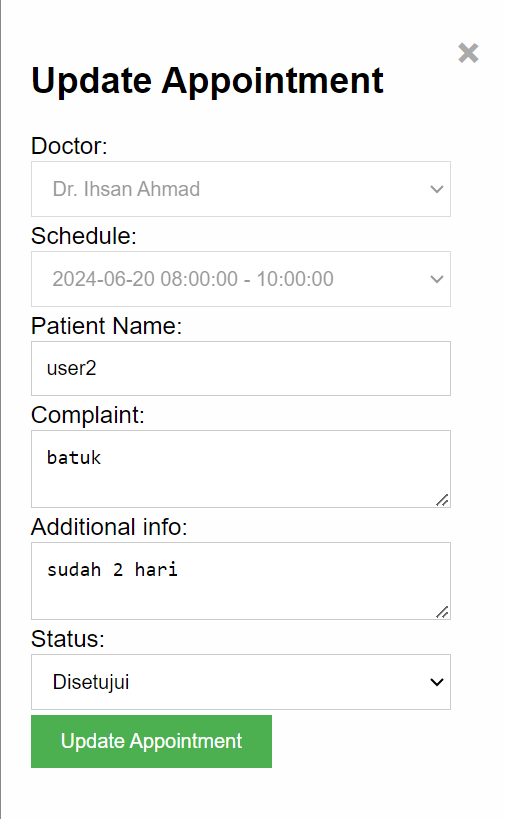 ×
Update Appointment
Doctor:
Dr. Ihsan Ahmad
Schedule:
2024-06-20 08:00:00 - 10:00:00
Patient Name:
user2
Complaint:
batuk
Additional info:
sudah 2 hari
Status:
Disetujui
Update Appointment